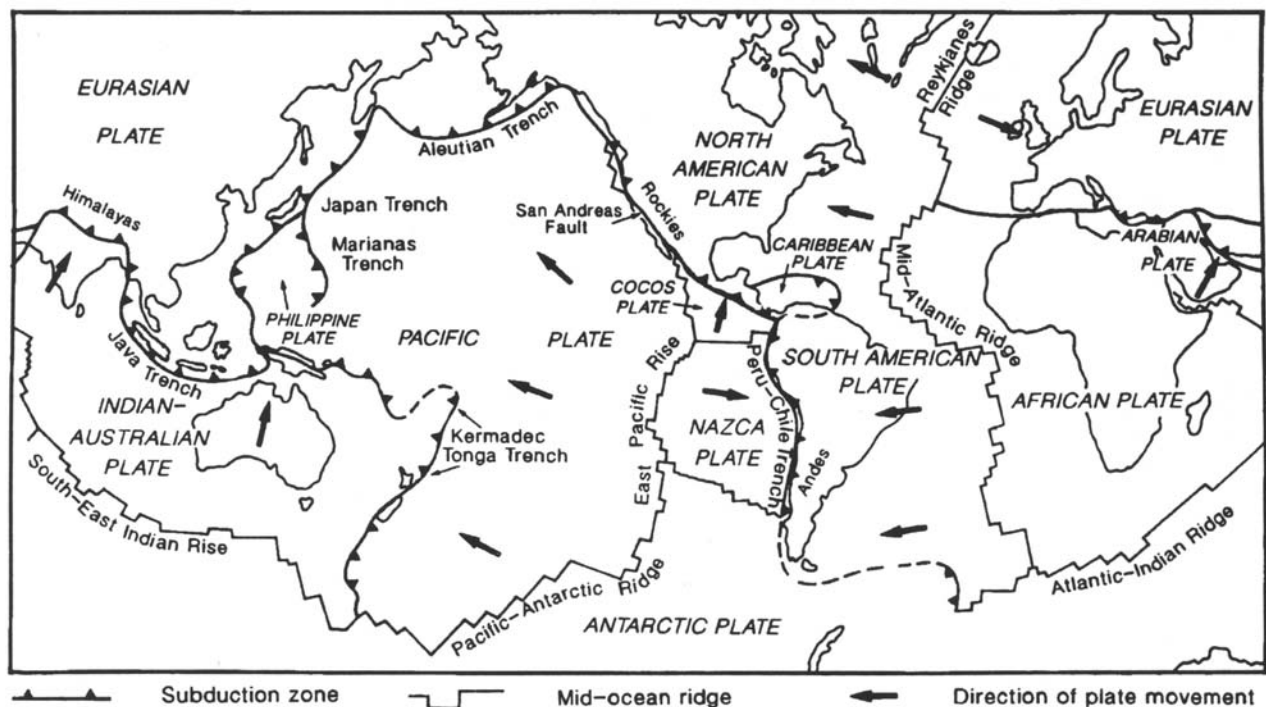 EURASIAN
PLATE
Himalayas
Java Trench
INDIAN-
AUSTRALIAN
PLATE
South-East Indian Rise
Japan Trench
Marianas
Trench
PHILIPPINE
PLATE
Aleutian Trench
PACIFIC PLATE
Kermadec
Tonga Trench
Pacific-Antarctic Ridge
East Pacific Rise
San Andreas
Fault
Rockies
NORTH
AMERICAN
PLATE
COCOS
PLATE
CARIBBEAN
PLATE
NAZCA
PLATE
Peru-Chile Trench
Andes
SOUTH AMERICAN
PLATE
ANTARCTIC PLATE
Reykjanes
Ridge
Mid-Atlantic Ridge
EURASIAN
PLATE
ARABIAN
PLATE
AFRICAN PLATE
Atlantic-Indian Ridge
Subduction zone
Mid-ocean ridge
Direction of plate movement